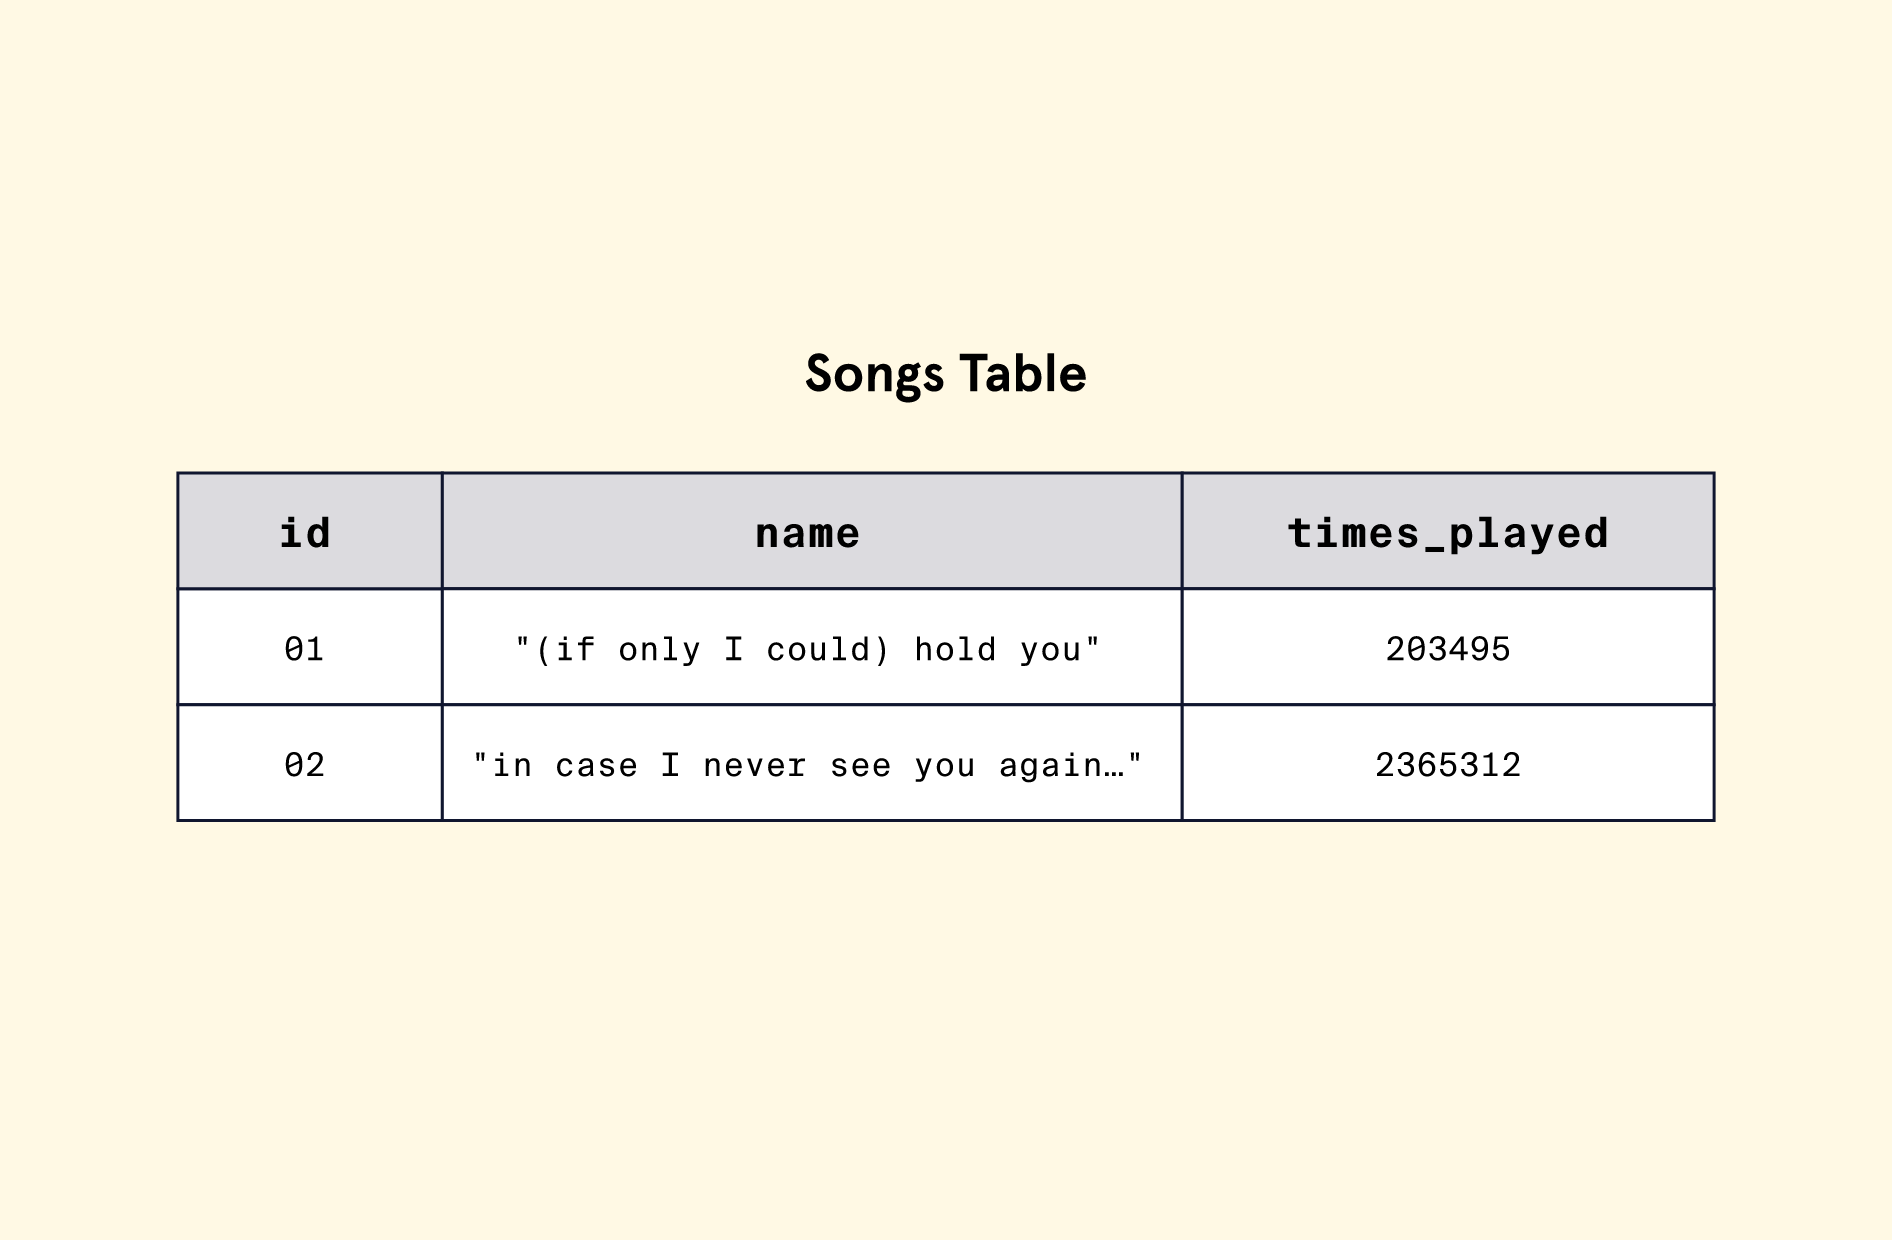 Songs Table
id name times_played
01 "(if only I could) hold you" 203495
02 "in case I never see you again…" 2365312